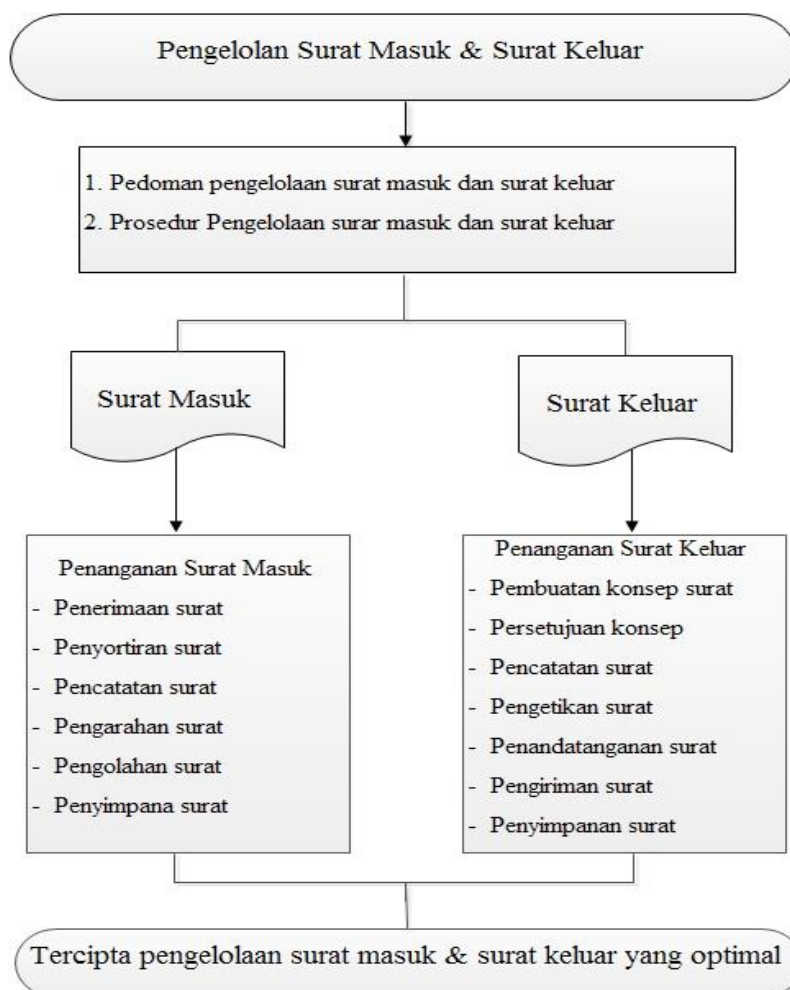 Pengelolan Surat Masuk & Surat Keluar
1. Pedoman pengelolaan surat masuk dan surat keluar
2. Prosedur Pengelolaan surar masuk dan surat keluar
Surat Masuk
Surat Keluar
Penanganan Surat Masuk
- Penerimaan surat
- Penyortiran surat
- Pencatatan surat
- Pengarahan surat
- Pengolahan surat
- Penyimpana surat
Penanganan Surat Keluar
- Pembuatan konsep surat
- Persetujuan konsep
- Pencatatan surat
- Pengetikan surat
- Penandatanganan surat
- Pengiriman surat
- Penyimpanan surat
Tercipta pengelolaan surat masuk & surat keluar yang optimal